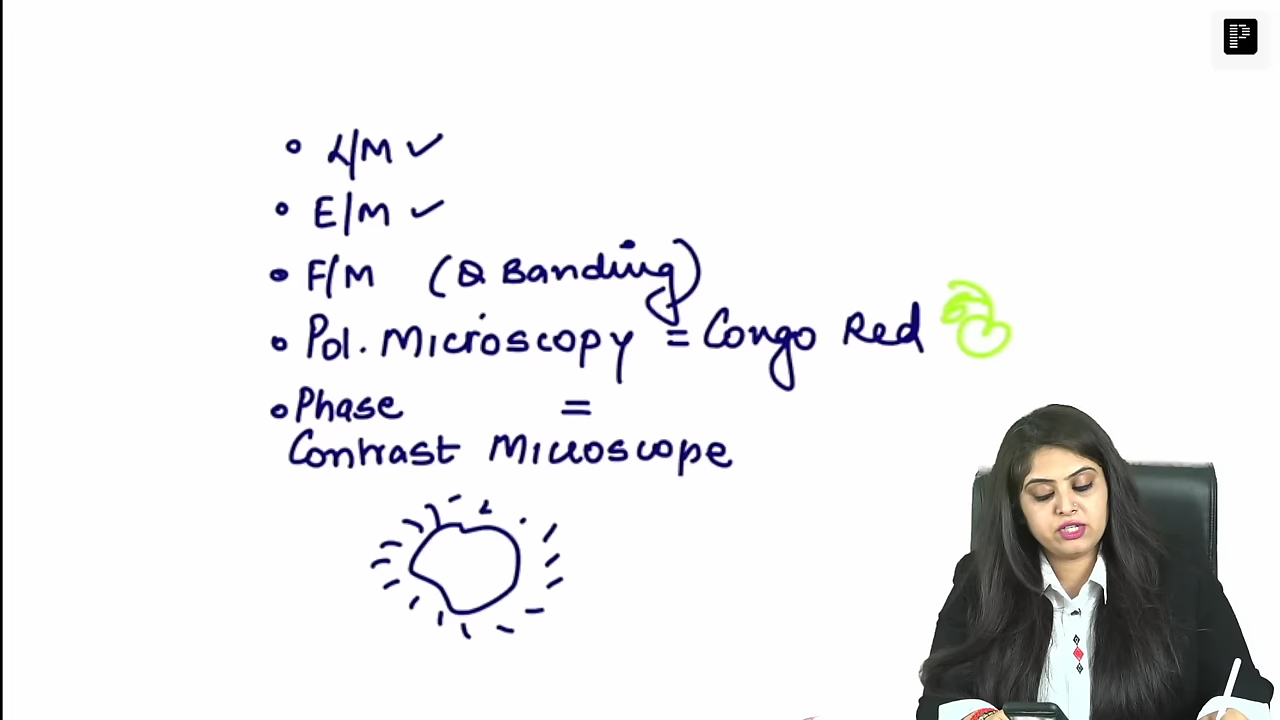 • L/M ✓
• E/M ✓
• F/M (Q Banding)
• Pol. Microscopy = Congo Red
• Phase =
Contrast Microscope
P